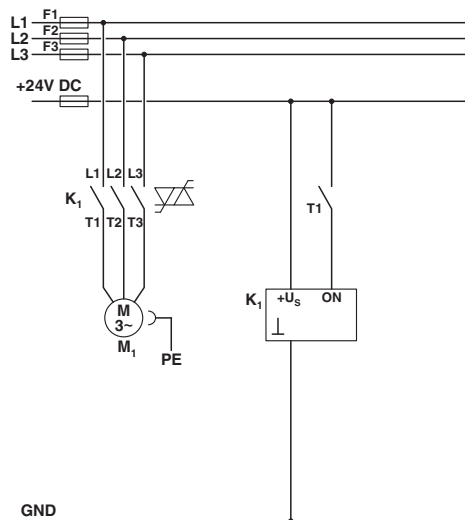 L1 F1
L2 F2
L3 F3
+24V DC
L1 L2 L3
K1
T1 T2 T3
T1
M
3~
M1
PE
K1
+Us ON
GND